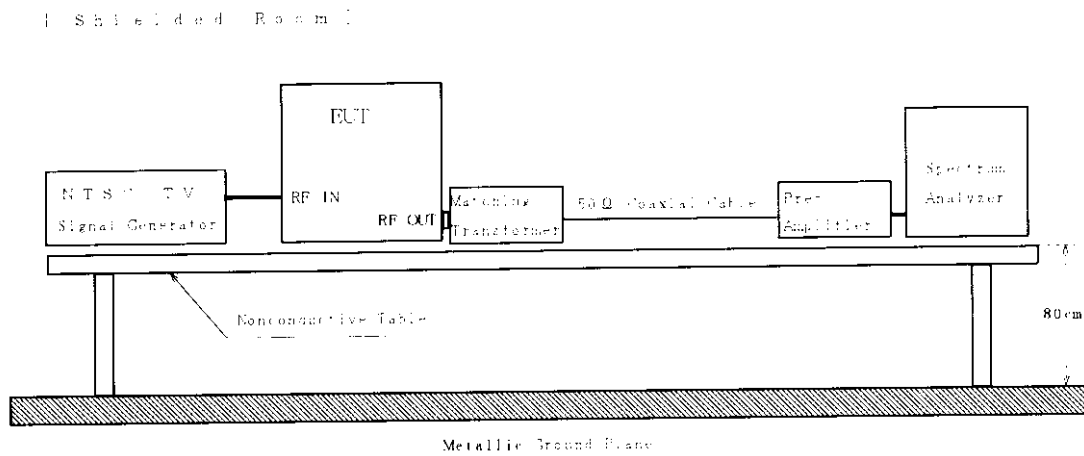 [ Shielded Room ]
EUT
NTSC TV
Signal Generator
RF IN
RF OUT
Matching
Transformer
50Ω Coaxial Cable
Pre-
Amplifier
Spectrum
Analyzer
Nonconductive Table
80cm
Metallic Ground Plane